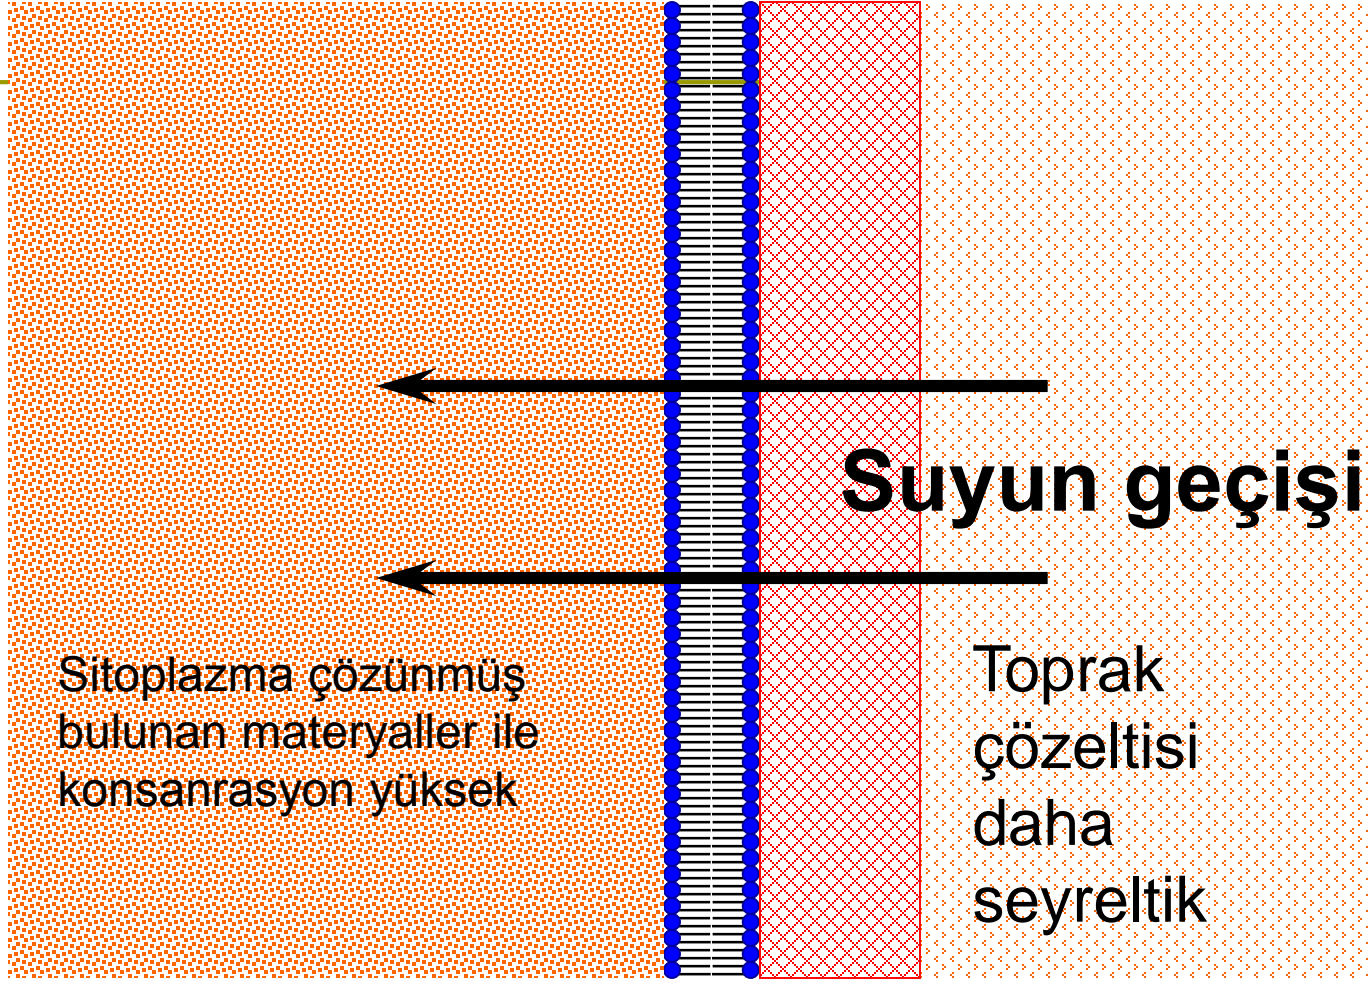 Suyun geçişi
Sitoplazma çözünmüş
bulunan materyaller ile
konsanrasyon yüksek
Toprak
çözeltisi
daha
seyreltik